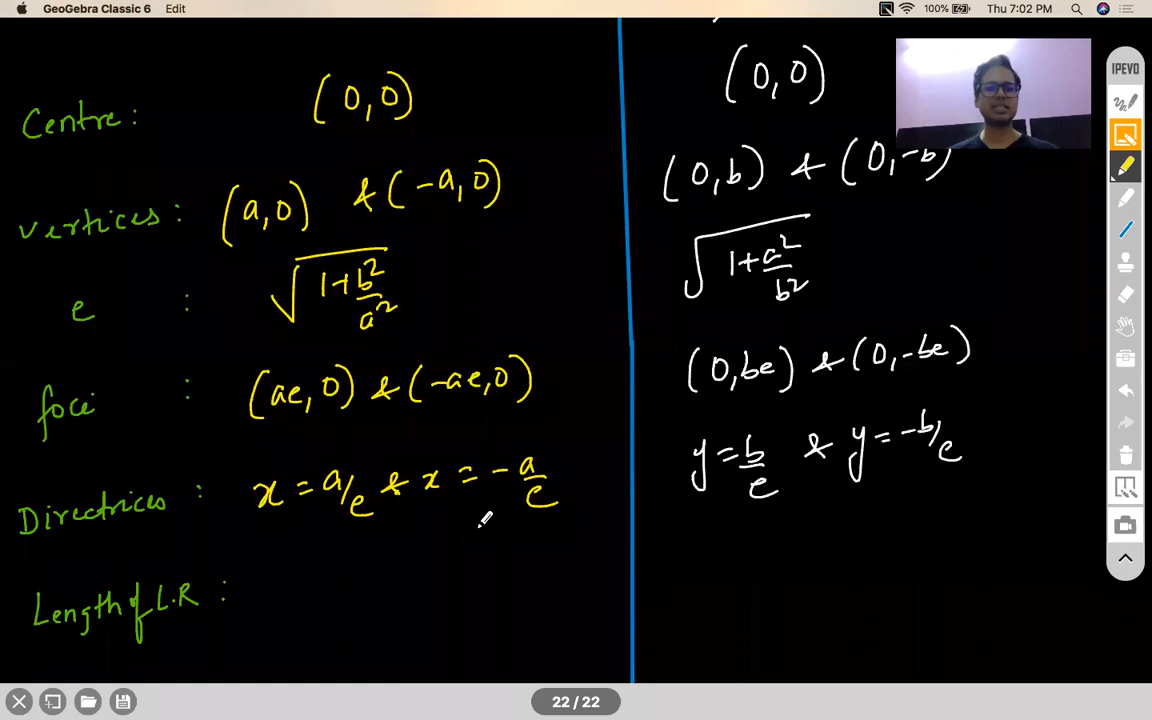 GeoGebra Classic 6 Edit 100% Thu 7:02 PM
IPEVO
Centre: (0,0) (0,0)
vertices: (a,0) & (-a,0) (0,b) & (0,-b)
e : √(1+b²/a²) √(1+a²/b²)
foci : (ae,0) & (-ae,0) (0,be) & (0,-be)
Directrices: x = a/e & x = -a/e y = b/e & y = -b/e
Length of L.R :
22 / 22